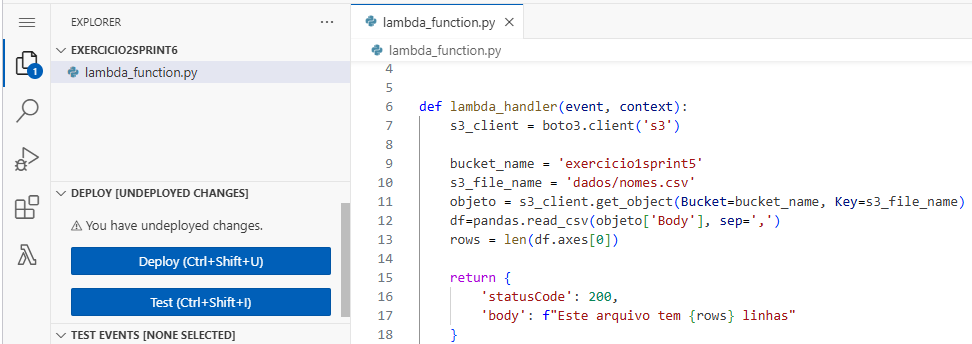 EXPLORER
EXERCICIO2SPRINT6
lambda_function.py
1
DEPLOY [UNDEPLOYED CHANGES]
You have undeployed changes.
Deploy (Ctrl+Shift+U)
Test (Ctrl+Shift+I)
TEST EVENTS [NONE SELECTED]
lambda_function.py
lambda_function.py
4
5
6 def lambda_handler(event, context):
7     s3_client = boto3.client('s3')
8
9     bucket_name = 'exercicio1sprint5'
10     s3_file_name = 'dados/nomes.csv'
11     objeto = s3_client.get_object(Bucket=bucket_name, Key=s3_file_name)
12     df=pandas.read_csv(objeto['Body'], sep=',')
13     rows = len(df.axes[0])
14
15     return {
16         'statusCode': 200,
17         'body': f"Este arquivo tem {rows} linhas"
18     }